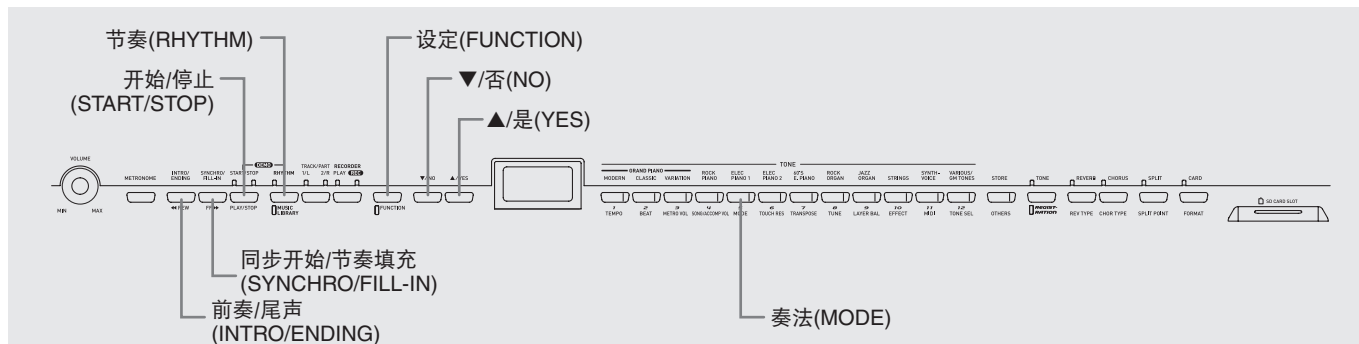 节奏(RHYTHM)
设定(FUNCTION)
开始/停止
(START/STOP)
▼/否(NO)
▲/是(YES)
VOLUME
MIN
MAX
METRONOME
INTRO/
ENDING
◀◀REW
SYNCHRO/
FILL-IN
FF▶▶
DEMO
START/STOP
PLAY/STOP
RHYTHM
MUSIC
LIBRARY
TRACK/PART
1/L
2/R
RECORDER
PLAY
REC
FUNCTION
▼/NO
▲/YES
TONE
GRAND PIANO
MODERN
CLASSIC
VARIATION
ROCK
PIANO
ELEC
PIANO 1
ELEC
PIANO 2
60'S
E. PIANO
ROCK
ORGAN
JAZZ
ORGAN
STRINGS
SYNTH-
VOICE
VARIOUS/
GM TONES
STORE
TONE
REVERB
CHORUS
SPLIT
CARD
1
2
3
4
5
6
7
8
9
10
11
12
TEMPO
BEAT
METRO VOL
SONG/ACCOMP VOL
MODE
TOUCH RES
TRANSPOSE
TUNE
LAYER BAL
EFFECT
MIDI
TONE SEL
OTHERS
REGIST-
RATION
REV TYPE
CHOR TYPE
SPLIT POINT
FORMAT
SD CARD SLOT
同步开始/节奏填充
(SYNCHRO/FILL-IN)
前奏/尾声
(INTRO/ENDING)
奏法(MODE)